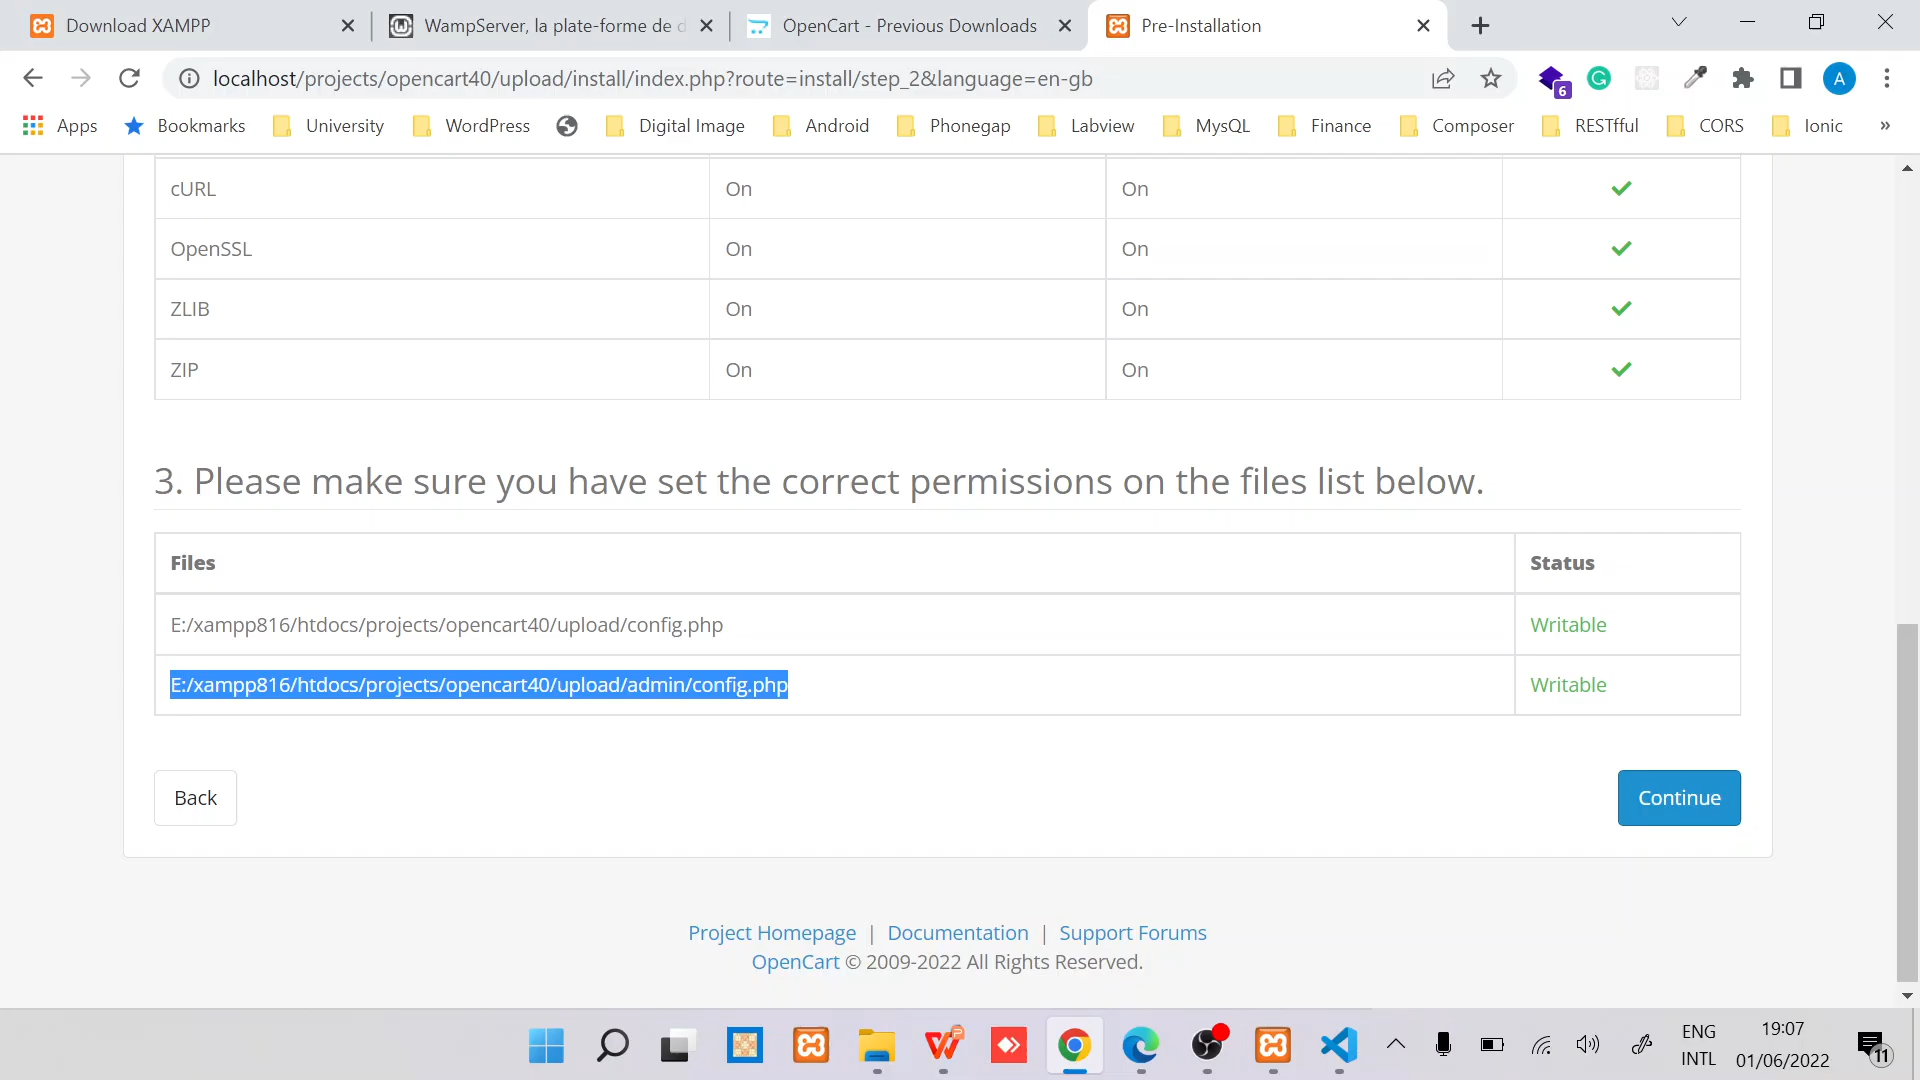 Download XAMPP
WampServer, la plate-forme de d
OpenCart - Previous Downloads
Pre-Installation
localhost/projects/opencart40/upload/install/index.php?route=install/step_2&language=en-gb
6
A
Apps
Bookmarks
University
WordPress
Digital Image
Android
Phonegap
Labview
MysQL
Finance
Composer
RESTfful
CORS
Ionic
»
cURL On On
OpenSSL On On
ZLIB On On
ZIP On On
3. Please make sure you have set the correct permissions on the files list below.
Files Status
E:/xampp816/htdocs/projects/opencart40/upload/config.php Writable
E:/xampp816/htdocs/projects/opencart40/upload/admin/config.php Writable
Back
Continue
Project Homepage | Documentation | Support Forums
OpenCart © 2009-2022 All Rights Reserved.
ENG
INTL
19:07
01/06/2022
11